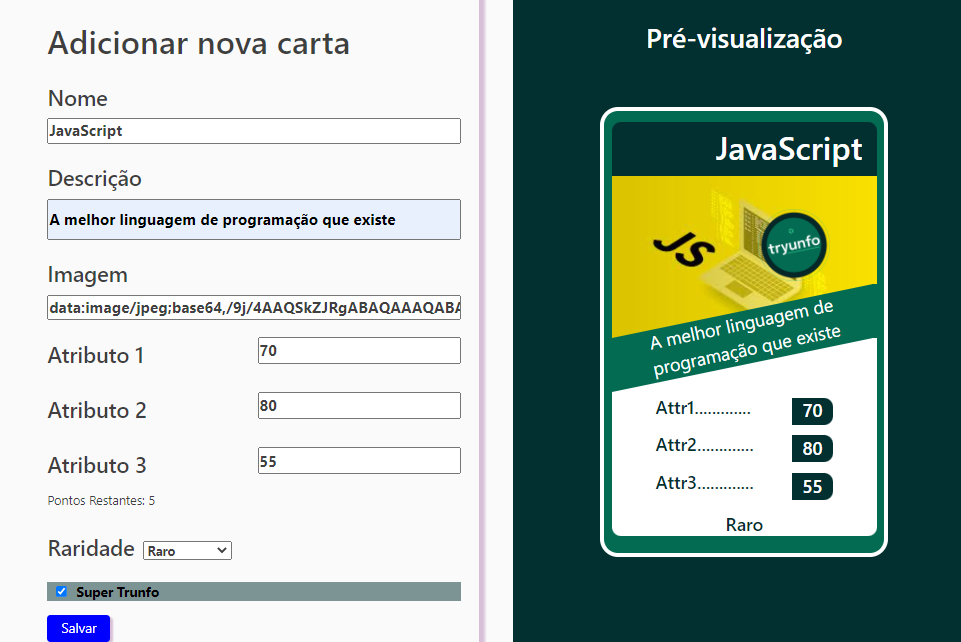 Adicionar nova carta
Nome
JavaScript
Descrição
A melhor linguagem de programação que existe
Imagem
data:image/jpeg;base64,/9j/4AAQSkZJRgABAQAAAQABA
Atributo 1
70
Atributo 2
80
Atributo 3
55
Pontos Restantes: 5
Raridade
Raro
Super Trunfo
Salvar
Pré-visualização
JavaScript
JS
tryunfo
A melhor linguagem de
programação que existe
Attr1.............
70
Attr2.............
80
Attr3.............
55
Raro